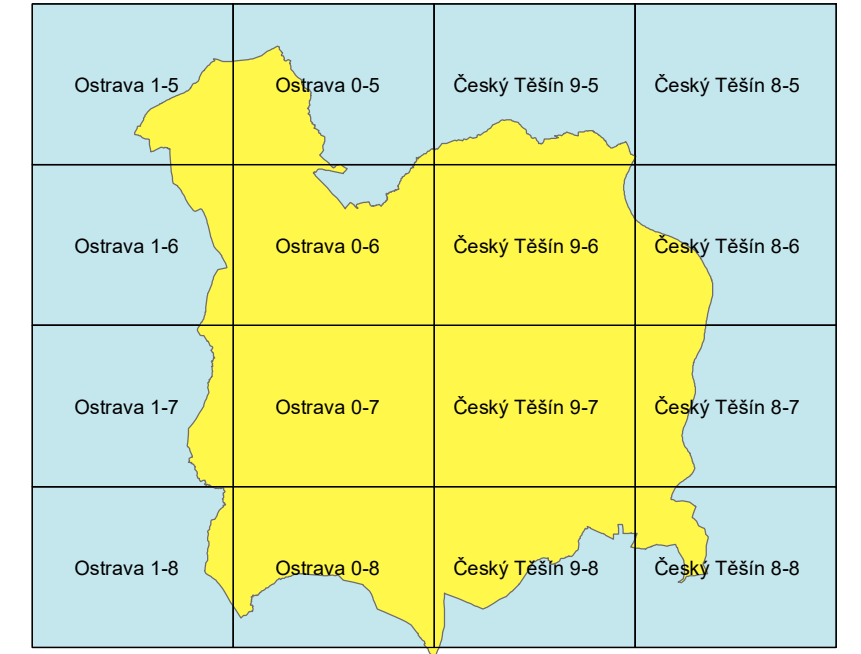 Ostrava 1-5
Ostrava 0-5
Český Těšín 9-5
Český Těšín 8-5
Ostrava 1-6
Ostrava 0-6
Český Těšín 9-6
Český Těšín 8-6
Ostrava 1-7
Ostrava 0-7
Český Těšín 9-7
Český Těšín 8-7
Ostrava 1-8
Ostrava 0-8
Český Těšín 9-8
Český Těšín 8-8